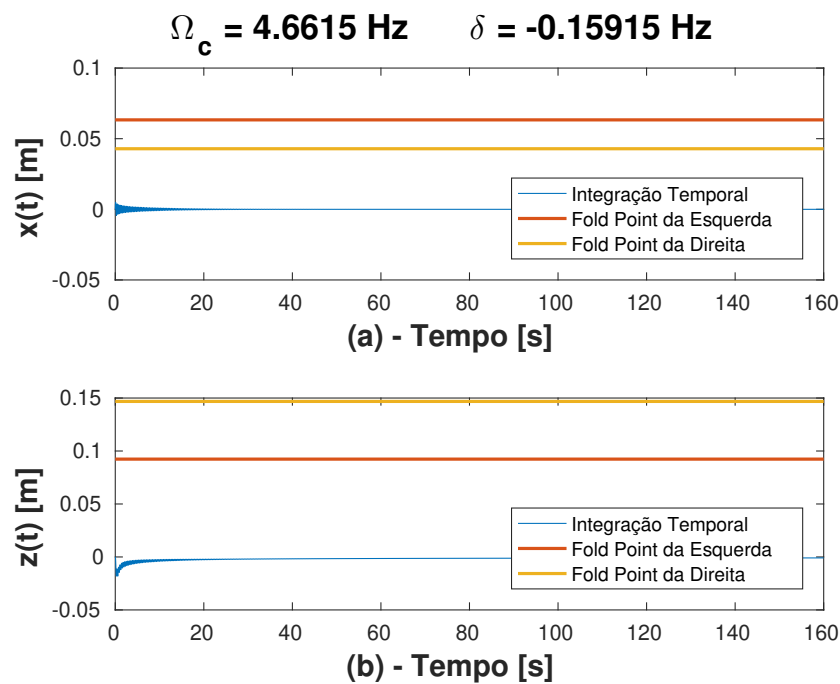 Ωc = 4.6615 Hz δ = -0.15915 Hz
0.1
0.05
0
-0.05
x(t) [m]
Integração Temporal
Fold Point da Esquerda
Fold Point da Direita
0 20 40 60 80 100 120 140 160
(a) - Tempo [s]
0.15
0.1
0.05
0
-0.05
z(t) [m]
Integração Temporal
Fold Point da Esquerda
Fold Point da Direita
0 20 40 60 80 100 120 140 160
(b) - Tempo [s]